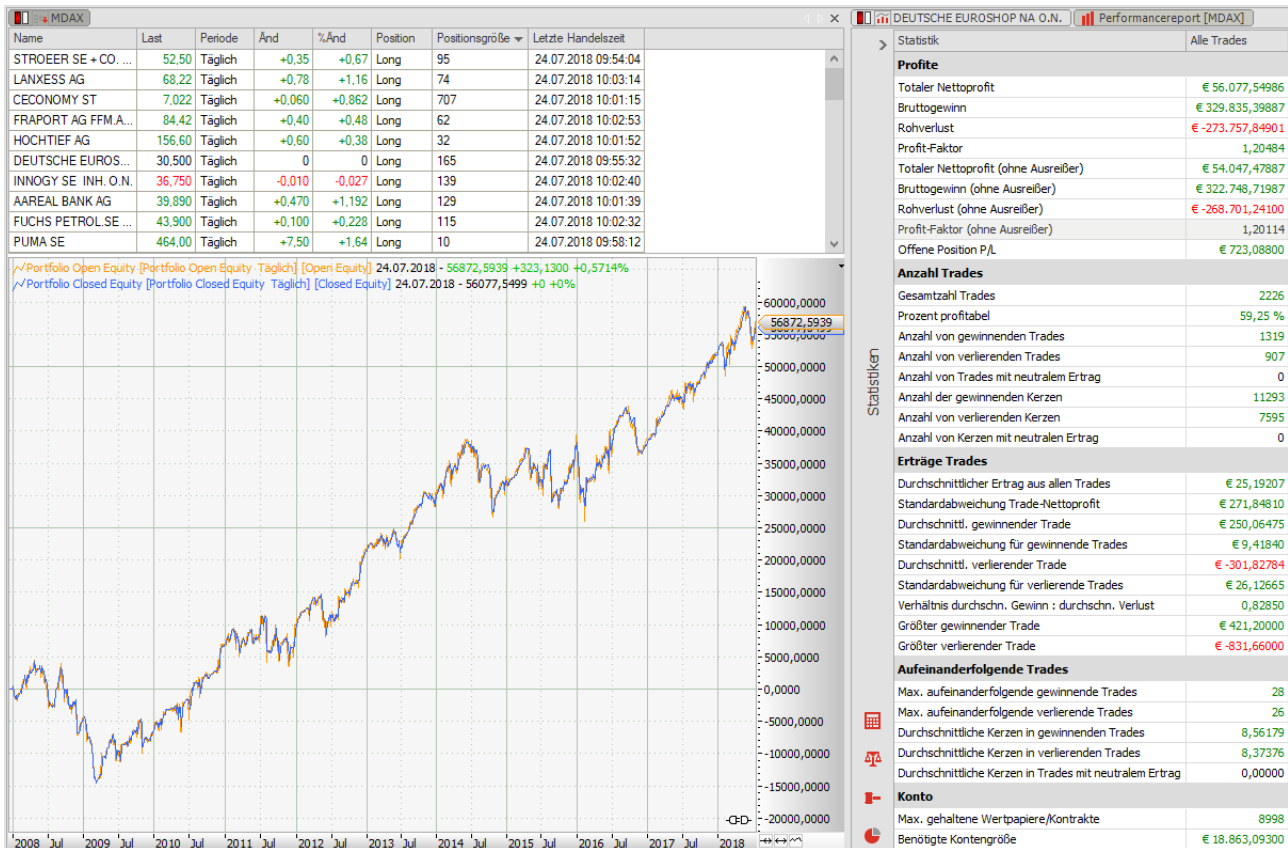 MDAX
Name Last Periode Änd %Änd Position Positionsgröße Letzte Handelszeit
STROEER SE + CO. ... 52,50 Täglich +0,35 +0,67 Long 95 24.07.2018 09:54:04
LANXESS AG 68,22 Täglich +0,78 +1,16 Long 74 24.07.2018 10:03:14
CECONOMY ST 7,022 Täglich +0,060 +0,862 Long 707 24.07.2018 10:01:15
FRAPORT AG FFM.A... 84,42 Täglich +0,40 +0,48 Long 62 24.07.2018 10:02:53
HOCHTIEF AG 156,60 Täglich +0,60 +0,38 Long 32 24.07.2018 10:01:52
DEUTSCHE EUROS... 30,500 Täglich 0 0 Long 165 24.07.2018 09:55:32
INNOGY SE INH. O.N. 36,750 Täglich -0,010 -0,027 Long 139 24.07.2018 10:02:40
AAREAL BANK AG 39,890 Täglich +0,470 +1,192 Long 129 24.07.2018 10:01:39
FUCHS PETROL.SE ... 43,900 Täglich +0,100 +0,228 Long 115 24.07.2018 10:02:32
PUMA SE 464,00 Täglich +7,50 +1,64 Long 10 24.07.2018 09:58:12
Portfolio Open Equity [Portfolio Open Equity Täglich] [Open Equity] 24.07.2018 - 56872,5939 +323,1300 +0,5714%
Portfolio Closed Equity [Portfolio Closed Equity Täglich] [Closed Equity] 24.07.2018 - 56077,5499 +0 +0%
60000,0000
56872,5939
50000,0000
45000,0000
40000,0000
35000,0000
30000,0000
25000,0000
20000,0000
15000,0000
10000,0000
5000,0000
0,0000
-5000,0000
-10000,0000
-15000,0000
-20000,0000
2008 Jul 2009 Jul 2010 Jul 2011 Jul 2012 Jul 2013 Jul 2014 Jul 2015 Jul 2016 Jul 2017 Jul 2018
DEUTSCHE EUROSHOP NA O.N. Performancereport [MDAX]
Statistiken
Statistik Alle Trades
Profite
Totaler Nettoprofit € 56.077,54986
Bruttogewinn € 329.835,39887
Rohverlust € -273.757,84901
Profit-Faktor 1,20484
Totaler Nettoprofit (ohne Ausreißer) € 54.047,47887
Bruttogewinn (ohne Ausreißer) € 322.748,71987
Rohverlust (ohne Ausreißer) € -268.701,24100
Profit-Faktor (ohne Ausreißer) 1,20114
Offene Position P/L € 723,08800
Anzahl Trades
Gesamtzahl Trades 2226
Prozent profitabel 59,25 %
Anzahl von gewinnenden Trades 1319
Anzahl von verlierenden Trades 907
Anzahl von Trades mit neutralem Ertrag 0
Anzahl der gewinnenden Kerzen 11293
Anzahl von verlierenden Kerzen 7595
Anzahl von Kerzen mit neutralen Ertrag 0
Erträge Trades
Durchschnittlicher Ertrag aus allen Trades € 25,19207
Standardabweichung Trade-Nettoprofit € 271,84810
Durchschnittl. gewinnender Trade € 250,06475
Standardabweichung für gewinnende Trades € 9,41840
Durchschnittl. verlierender Trade € -301,82784
Standardabweichung für verlierende Trades € 26,12665
Verhältnis durchschn. Gewinn : durchschn. Verlust 0,82850
Größter gewinnender Trade € 421,20000
Größter verlierender Trade € -831,66000
Aufeinanderfolgende Trades
Max. aufeinanderfolgende gewinnende Trades 28
Max. aufeinanderfolgende verlierende Trades 26
Durchschnittliche Kerzen in gewinnenden Trades 8,56179
Durchschnittliche Kerzen in verlierenden Trades 8,37376
Durchschnittliche Kerzen in Trades mit neutralem Ertrag 0,00000
Konto
Max. gehaltene Wertpapiere/Kontrakte 8998
Benötigte Kontengröße € 18.863,09300